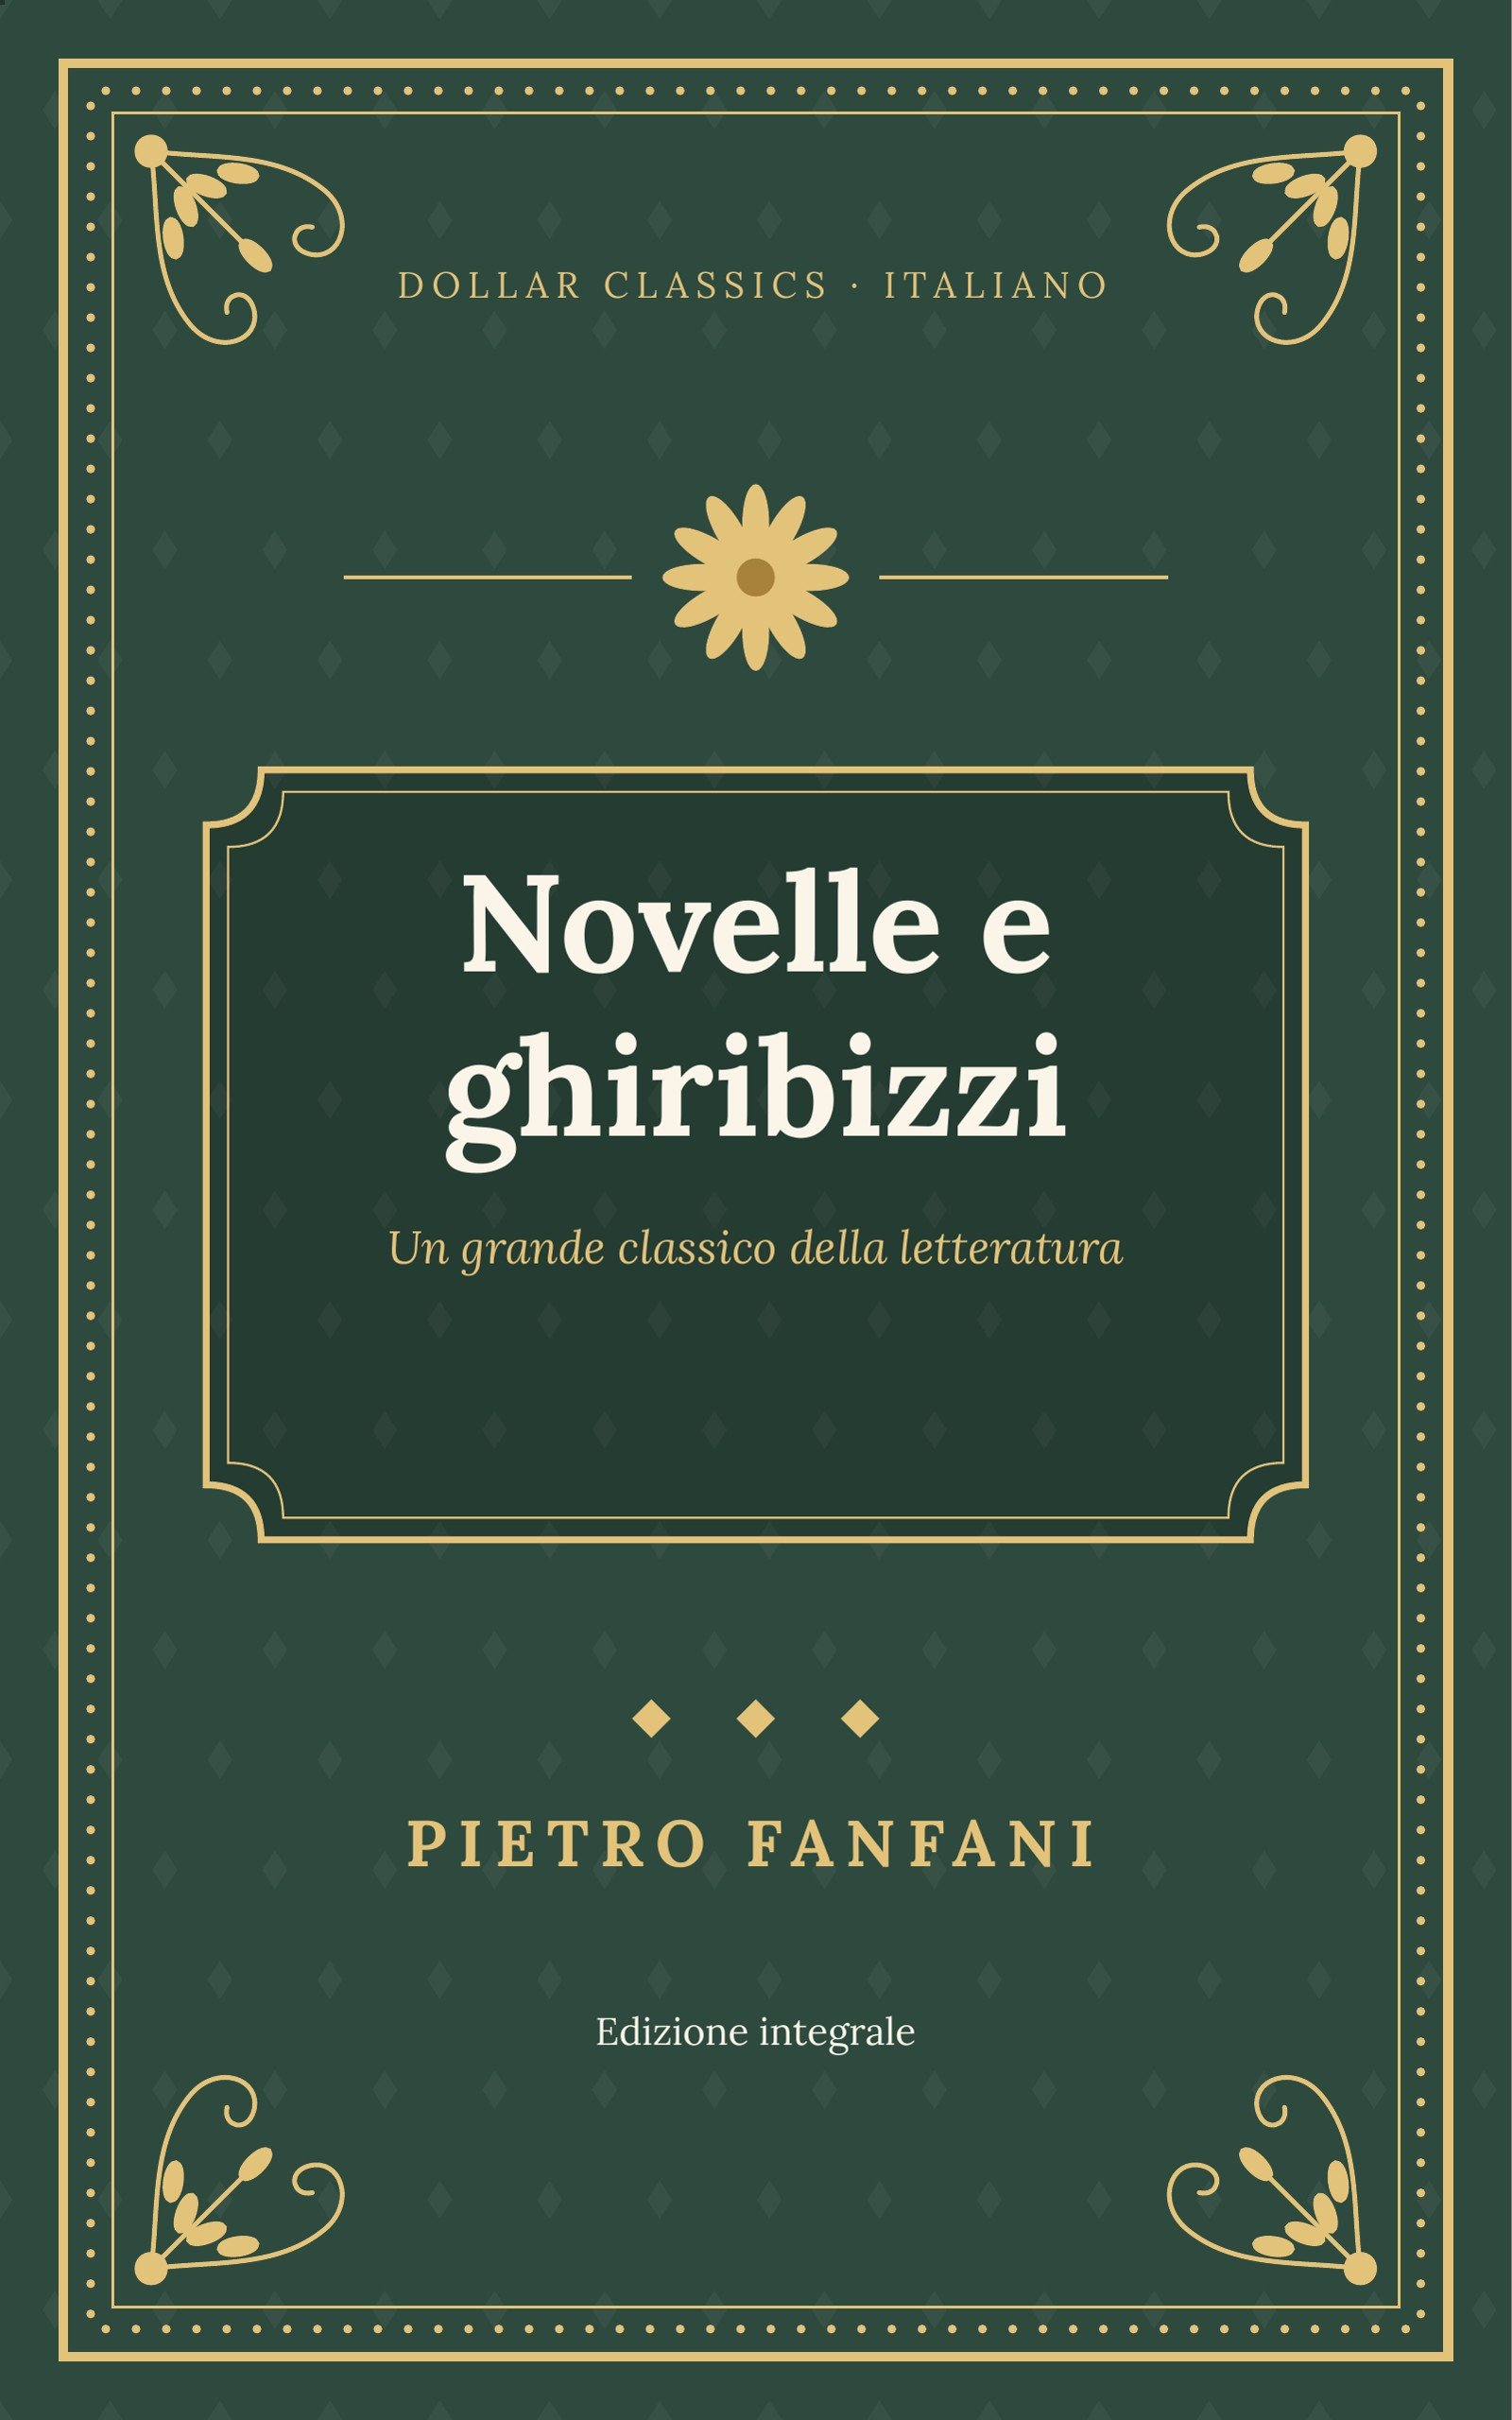 DOLLAR CLASSICS · ITALIANO
Novelle e
ghiribizzi
Un grande classico della letteratura
PIETRO FANFANI
Edizione integrale